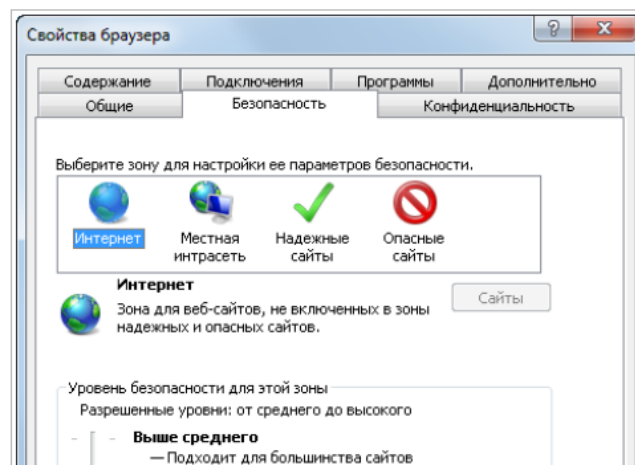 Свойства браузера
Содержание Подключения Программы Дополнительно
Общие Безопасность Конфиденциальность
Выберите зону для настройки ее параметров безопасности.
Интернет Местная интрасеть Надежные сайты Опасные сайты
Интернет
Сайты
Зона для веб-сайтов, не включенных в зоны
надежных и опасных сайтов.
Уровень безопасности для этой зоны
Разрешенные уровни: от среднего до высокого
Выше среднего
— Подходит для большинства сайтов